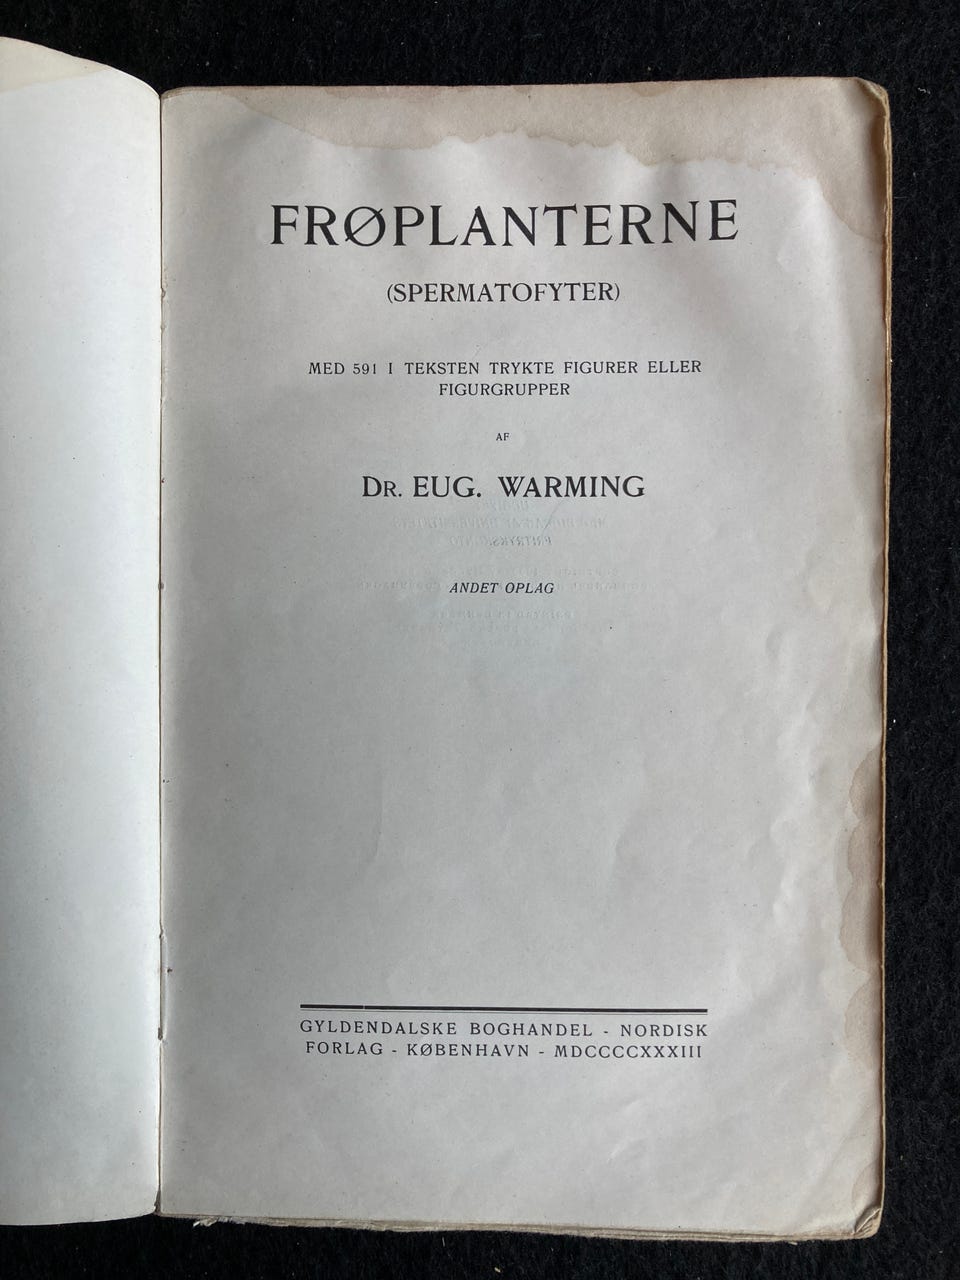 FRØPLANTERNE
(SPERMATOFYTER)
MED 591 I TEKSTEN TRYKTE FIGURER ELLER
FIGURGRUPPER
AF
DR. EUG. WARMING
ANDET OPLAG
GYLDENDALSKE BOGHANDEL - NORDISK
FORLAG - KØBENHAVN - MDCCCCXXXIII